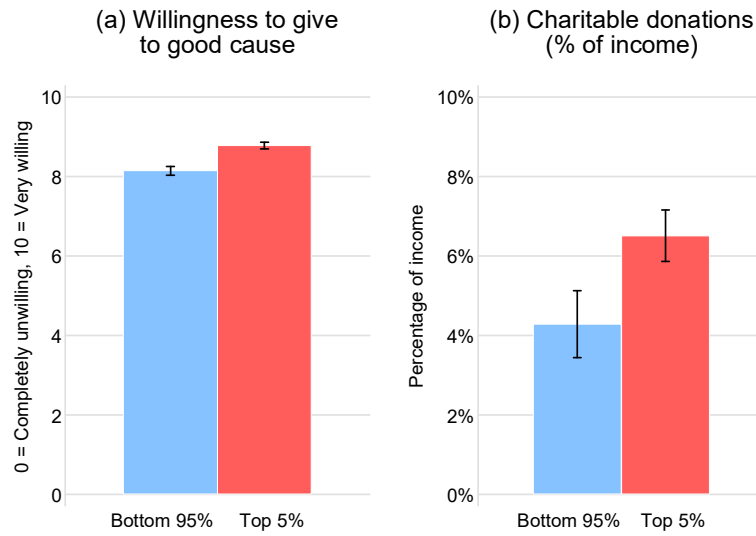 (a) Willingness to give
to good cause
0 = Completely unwilling, 10 = Very willing
10
8
6
4
2
0
Bottom 95%
Top 5%
(b) Charitable donations
(% of income)
Percentage of income
10%
8%
6%
4%
2%
0%
Bottom 95%
Top 5%